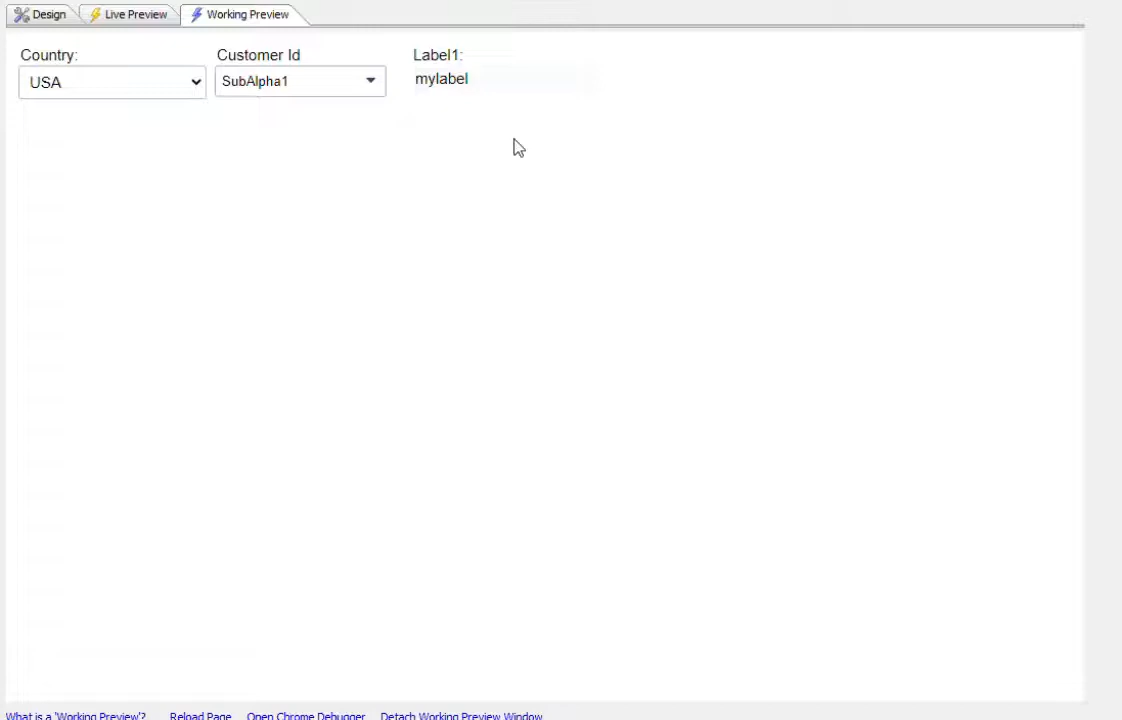 Design Live Preview Working Preview
Country: Customer Id Label1:
USA SubAlpha1 mylabel
What is a 'Working Preview'? Reload Page Open Chrome Debugger Detach Working Preview Window